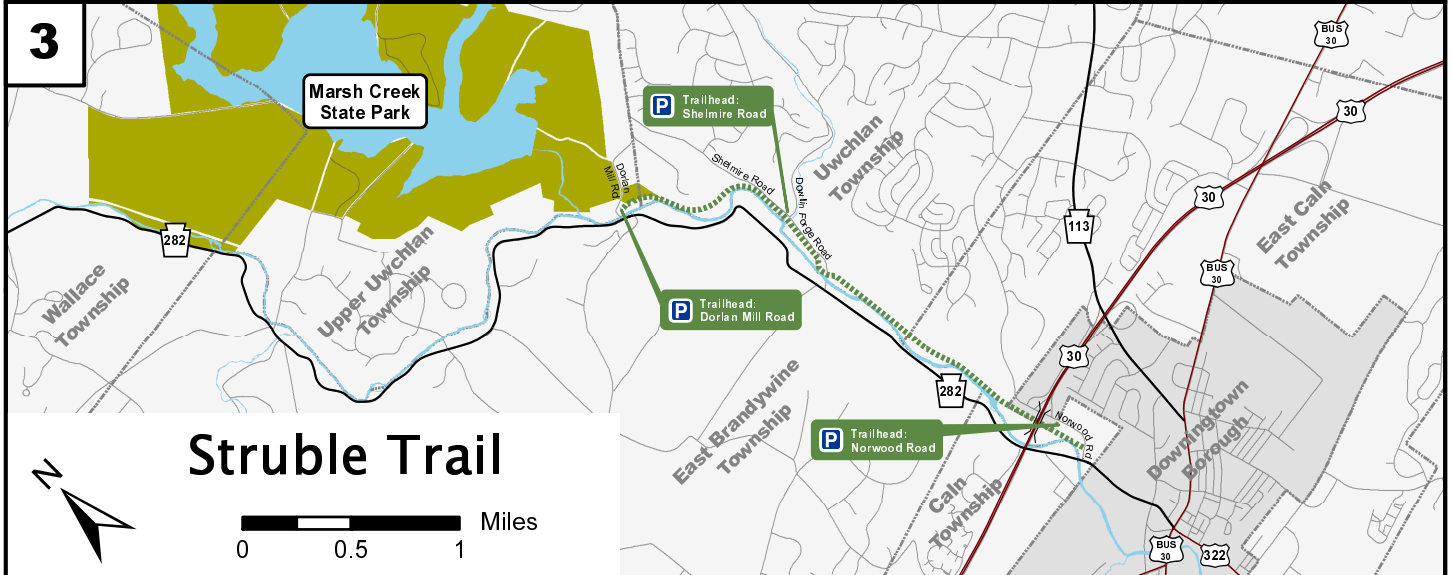 3
BUS
30
Marsh Creek
State Park
P
Trailhead:
Shelmire Road
30
Uwchlan
Township
Shelmire Road
Dorlan
Mill Rd.
Dowlin Forge Road
30
East Caln
Township
113
282
BUS
30
Wallace
Township
Upper Uwchlan
Township
P
Trailhead:
Dorlan Mill Road
30
282
East Brandywine
Township
P
Trailhead:
Norwood Road
Norwood Rd.
Downingtown
Borough
Caln
Township
Struble Trail
N
Miles
0 0.5 1
BUS
30
322